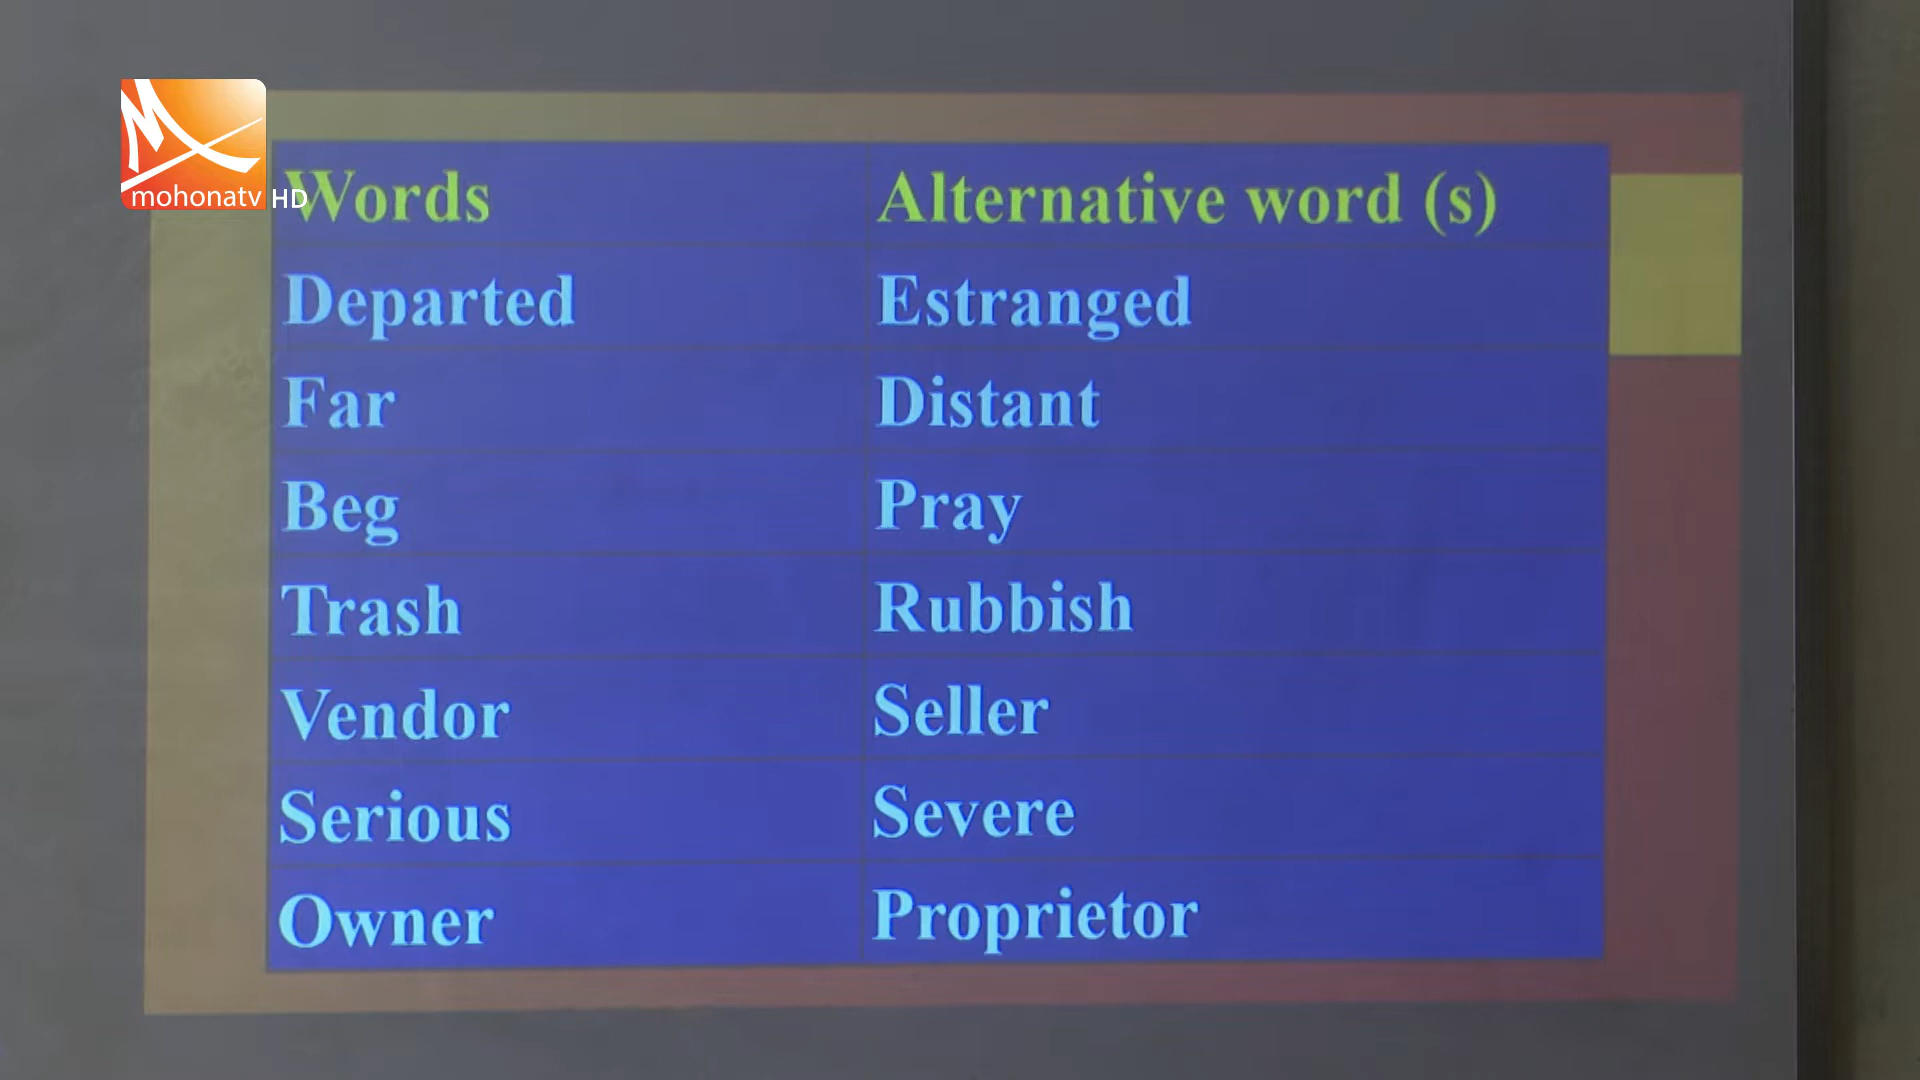 mohonatv HD
Words Alternative word (s)
Departed Estranged
Far Distant
Beg Pray
Trash Rubbish
Vendor Seller
Serious Severe
Owner Proprietor